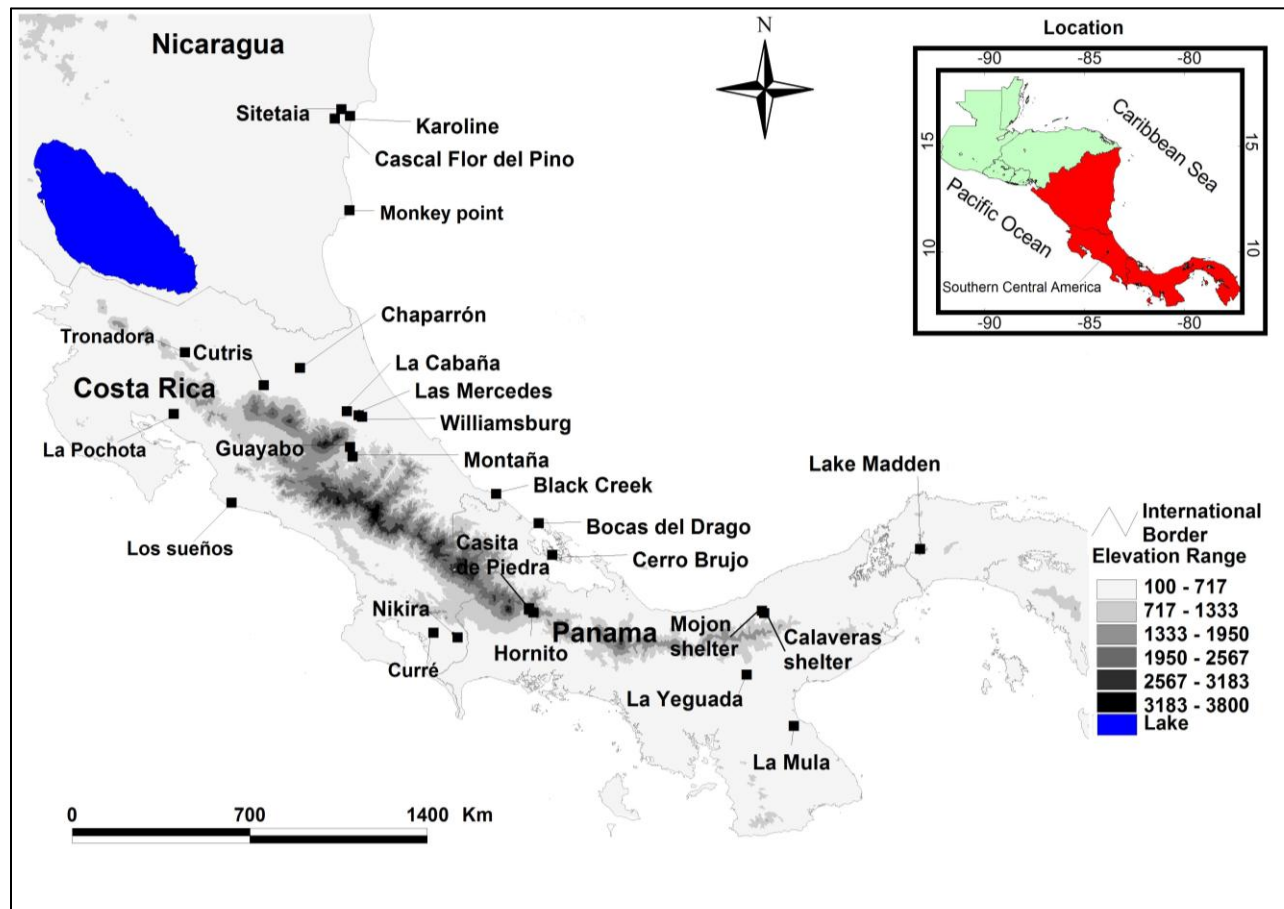 Nicaragua
N
Location
-90
-85
-80
Caribbean Sea
15
15
Pacific Ocean
10
10
Southern Central America
-90
-85
-80
Sitetaia
Karoline
Cascal Flor del Pino
Monkey point
Chaparrón
Tronadora
Cutris
La Cabaña
Costa Rica
Las Mercedes
Williamsburg
La Pochota
Guayabo
Montaña
Lake Madden
Black Creek
Los sueños
Bocas del Drago
Casita
de Piedra
Cerro Brujo
Nikira
Panama
Mojon
shelter
Calaveras
shelter
Hornito
Curré
La Yeguada
La Mula
International
Border
Elevation Range
100 - 717
717 - 1333
1333 - 1950
1950 - 2567
2567 - 3183
3183 - 3800
Lake
0
700
1400 Km